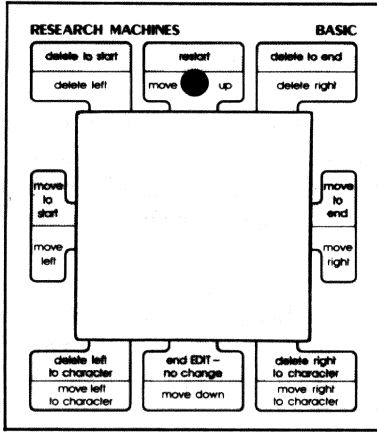 RESEARCH MACHINES BASIC
delete to start
delete left
restart
move up
delete to end
delete right
move
to
start
move
left
move
to
end
move
right
delete left
to character
move left
to character
end EDIT –
no change
move down
delete right
to character
move right
to character